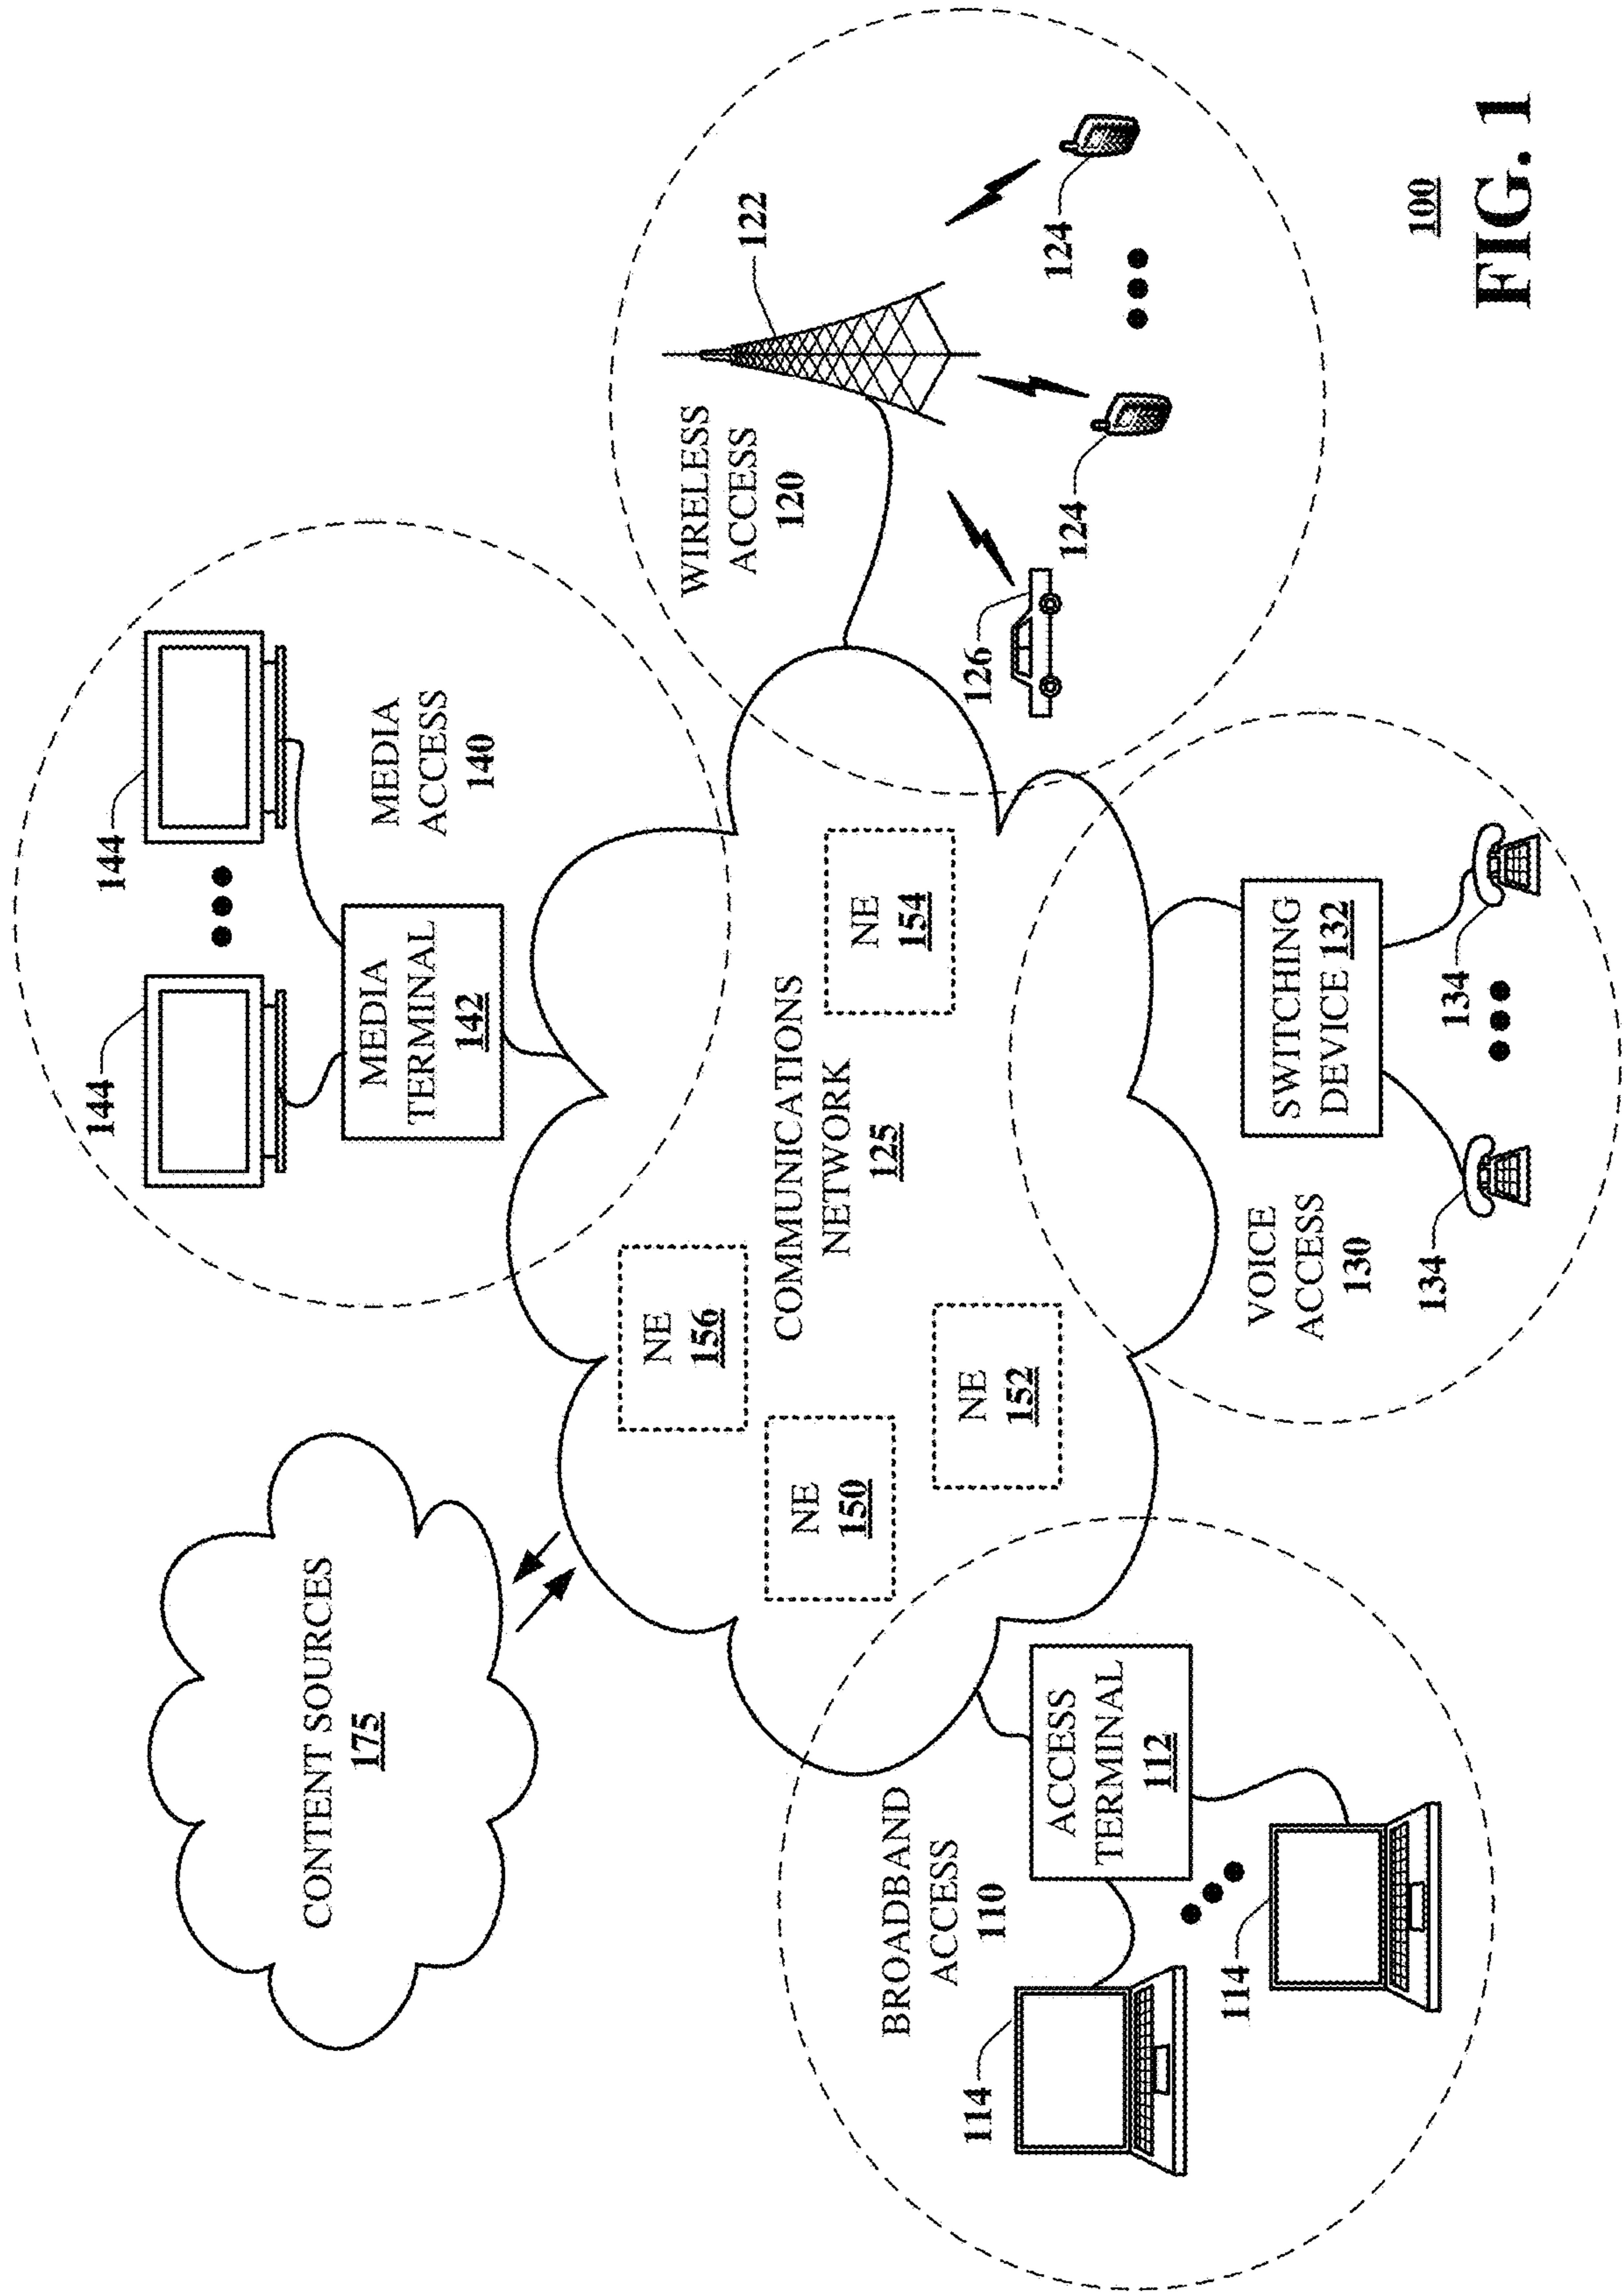 CONTENT SOURCES
175
144
144
MEDIA
TERMINAL
142
MEDIA
ACCESS
140
WIRELESS
ACCESS
120
122
124
124
126
NE
156
NE
150
NE
152
NE
154
COMMUNICATIONS
NETWORK
125
BROADBAND
ACCESS
110
ACCESS
TERMINAL
112
114
114
VOICE
ACCESS
130
SWITCHING
DEVICE 132
134
134
100
FIG. 1